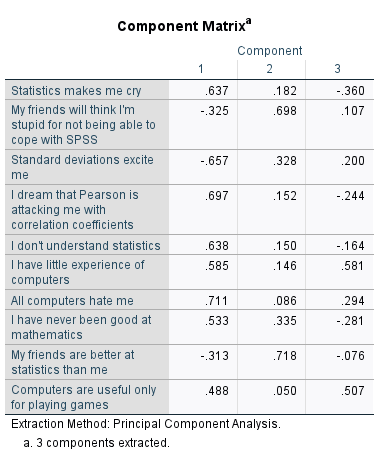 Component Matrixa
Component
1 2 3
Statistics makes me cry .637 .182 -.360
My friends will think I'm
stupid for not being able to
cope with SPSS -.325 .698 .107
Standard deviations excite
me -.657 .328 .200
I dream that Pearson is
attacking me with
correlation coefficients .697 .152 -.244
I don't understand statistics .638 .150 -.164
I have little experience of
computers .585 .146 .581
All computers hate me .711 .086 .294
I have never been good at
mathematics .533 .335 -.281
My friends are better at
statistics than me -.313 .718 -.076
Computers are useful only
for playing games .488 .050 .507
Extraction Method: Principal Component Analysis.
a. 3 components extracted.